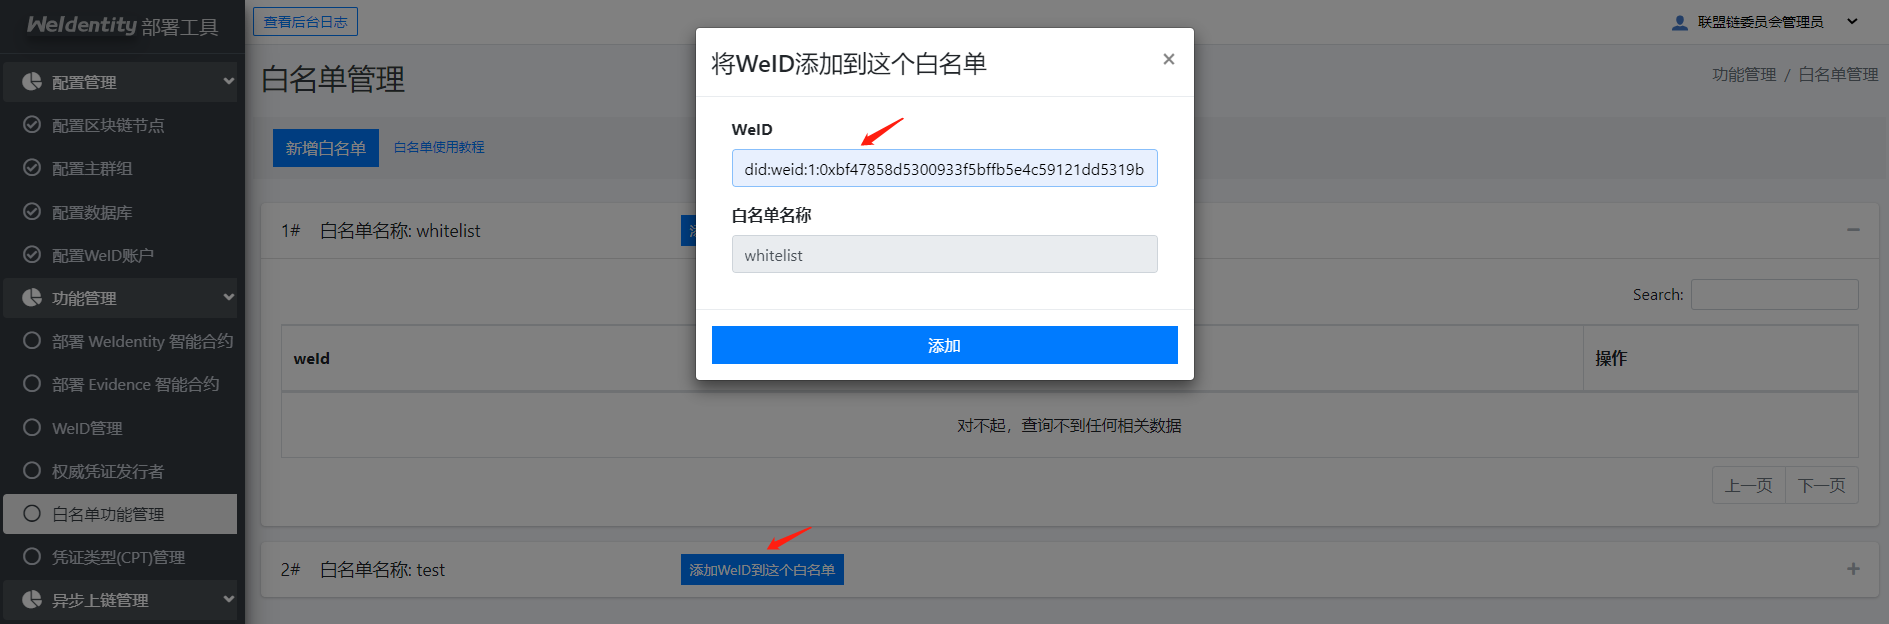 WeIdentity 部署工具
查看后台日志
联盟链委员会管理员
配置管理
配置区块链节点
配置主群组
配置数据库
配置WeID账户
功能管理
部署 WeIdentity 智能合约
部署 Evidence 智能合约
WeID管理
权威凭证发行者
白名单功能管理
凭证类型(CPT)管理
异步上链管理
白名单管理
功能管理 / 白名单管理
新增白名单
白名单使用教程
1# 白名单名称: whitelist
Search:
weId
操作
对不起，查询不到任何相关数据
上一页 下一页
2# 白名单名称: test
添加WeID到这个白名单
将WeID添加到这个白名单
×
WeID
did:weid:1:0xbf47858d5300933f5bffb5e4c59121dd5319b
白名单名称
whitelist
添加